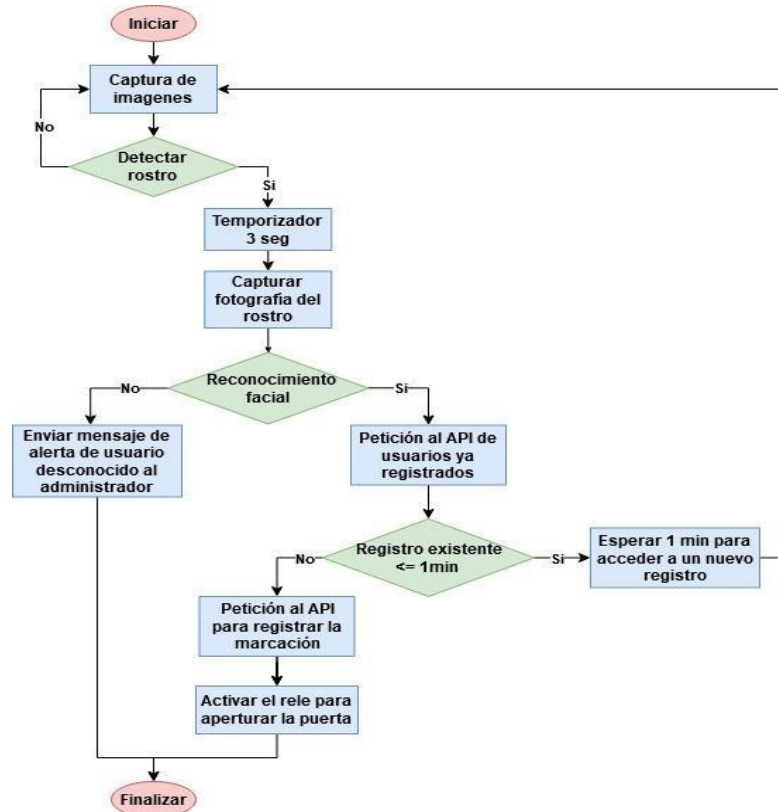 Iniciar
Captura de
imagenes
No
Detectar
rostro
Si
Temporizador
3 seg
Capturar
fotografía del
rostro
No
Reconocimiento
facial
Si
Enviar mensaje de
alerta de usuario
desconocido al
administrador
Petición al API de
usuarios ya
registrados
Registro existente
<= 1min
No
Si
Esperar 1 min para
acceder a un nuevo
registro
Petición al API
para registrar la
marcación
Activar el rele para
aperturar la puerta
Finalizar